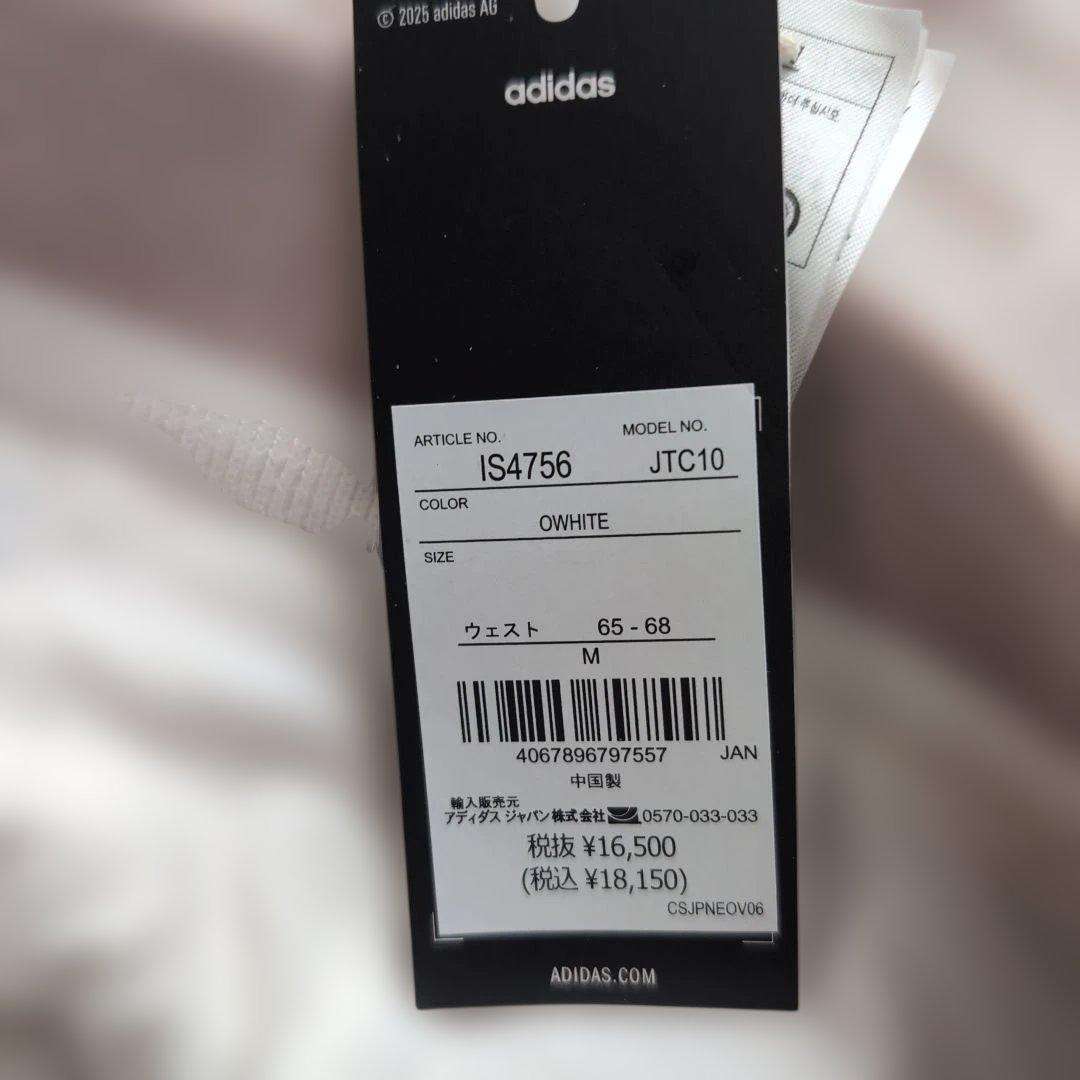 © 2025 adidas AG
adidas
ARTICLE NO. MODEL NO.
IS4756 JTC10
COLOR
OWHITE
SIZE
ウェスト 65 - 68
M
4067896797557 JAN
中国製
輸入販売元
アディダス ジャパン株式会社 0570-033-033
税抜 ¥16,500
(税込 ¥18,150)
CSJPNEOV06
ADIDAS.COM